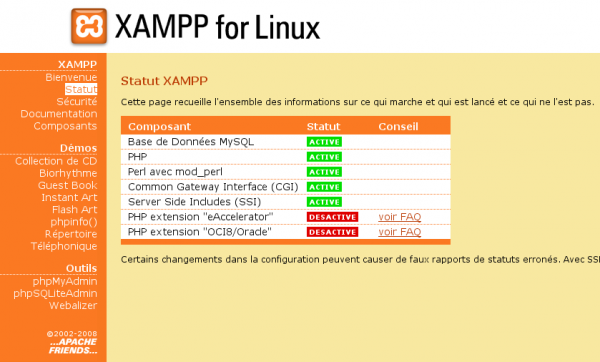 XAMPP for Linux
XAMPP
Bienvenue
Statut
Sécurité
Documentation
Composants
Dèmos
Collection de CD
Biorhythme
Guest Book
Instant Art
Flash Art
phpinfo()
Répertoire
Téléphonique
Outils
phpMyAdmin
phpSQLiteAdmin
Webalizer
©2002-2008
...APACHE
FRIENDS...
Statut XAMPP
Cette page recueille l'ensemble des informations sur ce qui marche et qui est lancé et ce qui ne l'est pas.
Composant Statut Conseil
Base de Données MySQL ACTIVE
PHP ACTIVE
Perl avec mod_perl ACTIVE
Common Gateway Interface (CGI) ACTIVE
Server Side Includes (SSI) ACTIVE
PHP extension "eAccelerator" DESACTIVE voir FAQ
PHP extension "OCI8/Oracle" DESACTIVE voir FAQ
Certains changements dans la configuration peuvent causer de faux rapports de statuts erronés. Avec SS